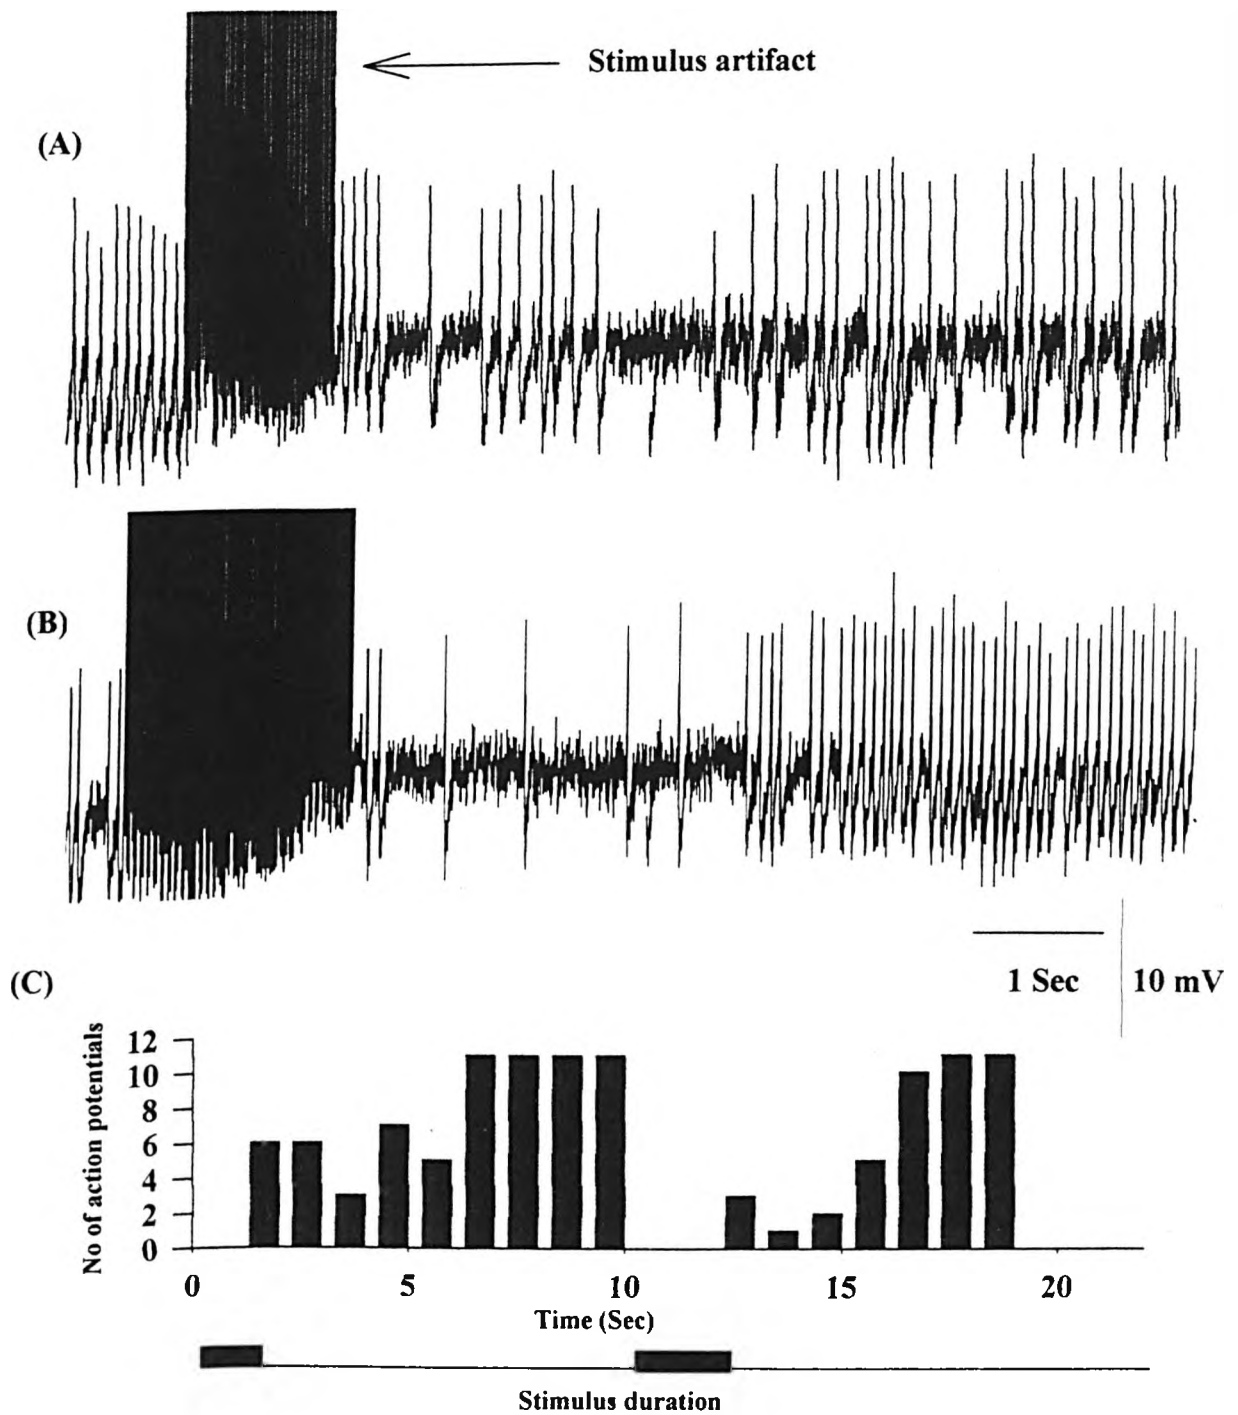 Stimulus artifact
(A)
(B)
1 Sec
10 mV
(C)
No of action potentials
12
10
8
6
4
2
0
0 5 10 15 20
Time (Sec)
Stimulus duration